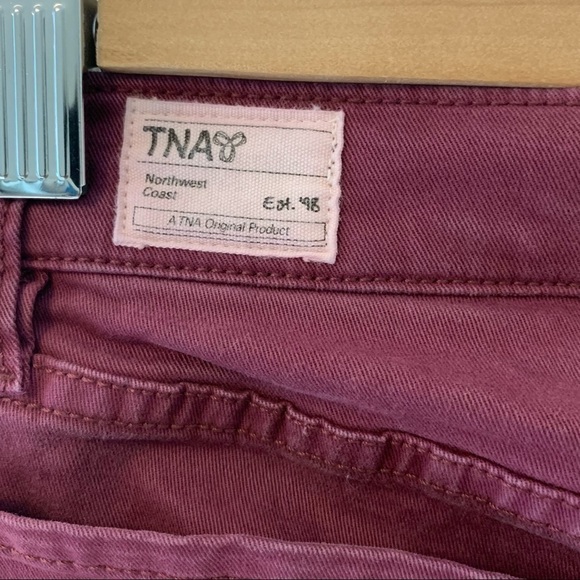 TNA
Northwest
Coast
Est. '98
A TNA Original Product